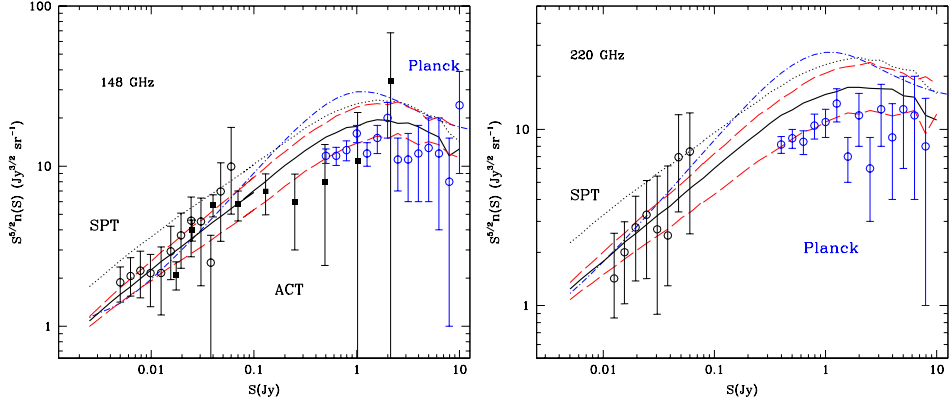 148 GHz
Planck
SPT
ACT
S^{5/2}n(S) (Jy^{3/2} sr^{-1})
100
10
1
0.01
0.1
1
10
S(Jy)
220 GHz
SPT
Planck
S^{5/2}n(S) (Jy^{3/2} sr^{-1})
10
1
0.01
0.1
1
10
S(Jy)